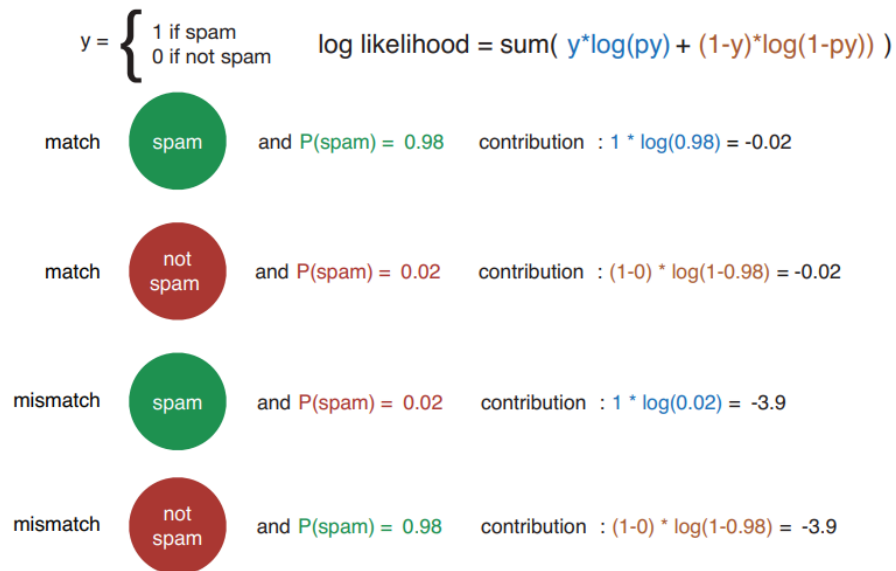 y = { 1 if spam
0 if not spam
log likelihood = sum( y*log(py) + (1-y)*log(1-py)) )
match spam and P(spam) = 0.98 contribution : 1 * log(0.98) = -0.02
match not spam and P(spam) = 0.02 contribution : (1-0) * log(1-0.98) = -0.02
mismatch spam and P(spam) = 0.02 contribution : 1 * log(0.02) = -3.9
mismatch not spam and P(spam) = 0.98 contribution : (1-0) * log(1-0.98) = -3.9